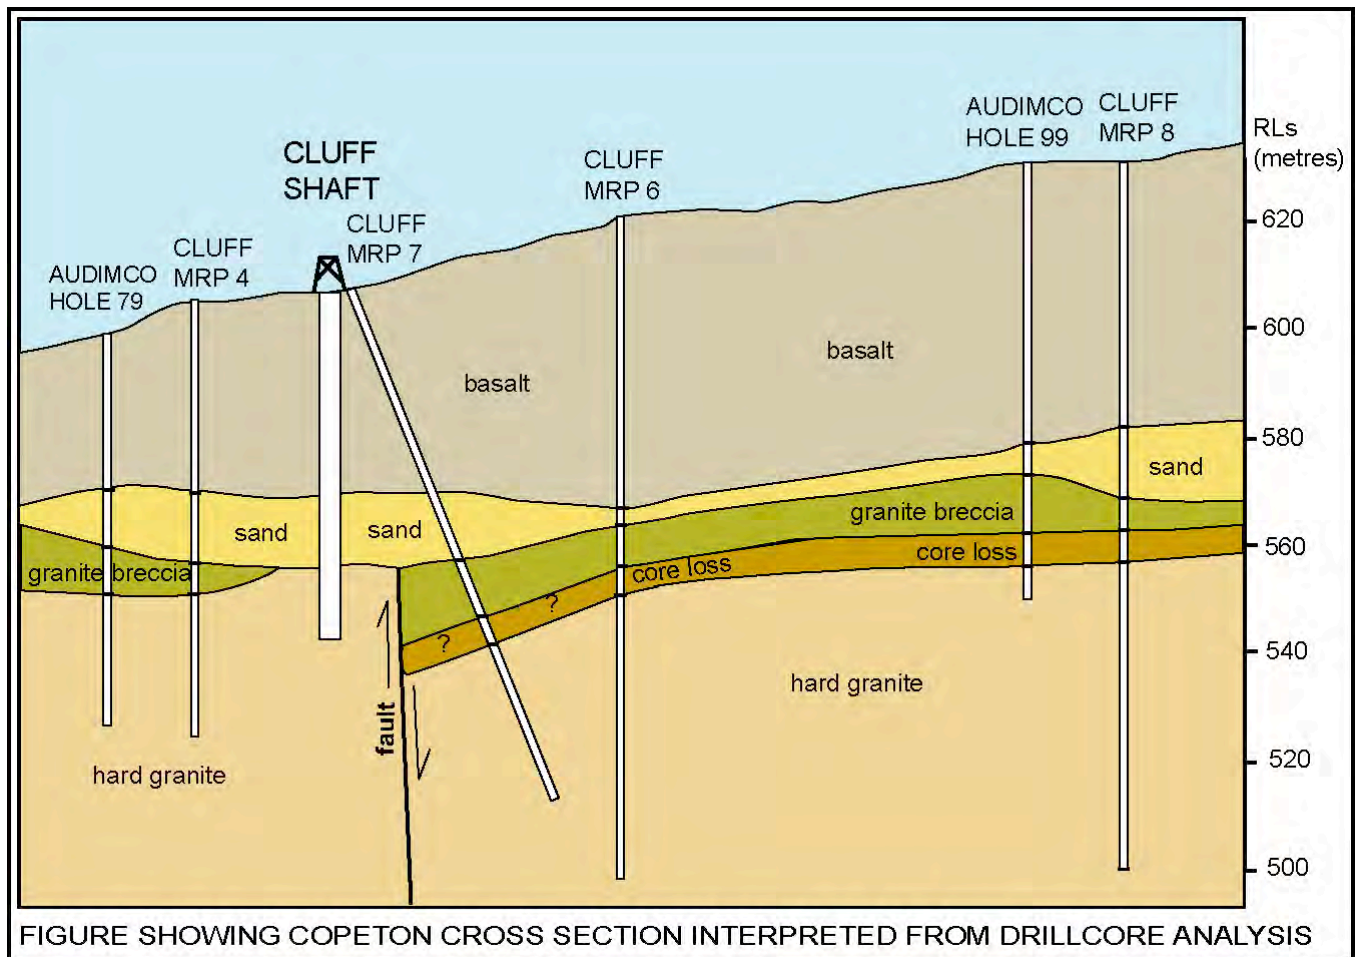 AUDIMCO
HOLE 79
CLUFF
MRP 4
CLUFF
SHAFT
CLUFF
MRP 7
CLUFF
MRP 6
AUDIMCO
HOLE 99
CLUFF
MRP 8
RLs
(metres)
620
600
580
560
540
520
500
basalt
basalt
sand
sand
sand
granite breccia
granite breccia
core loss
core loss
?
?
fault
hard granite
hard granite
FIGURE SHOWING COPETON CROSS SECTION INTERPRETED FROM DRILLCORE ANALYSIS